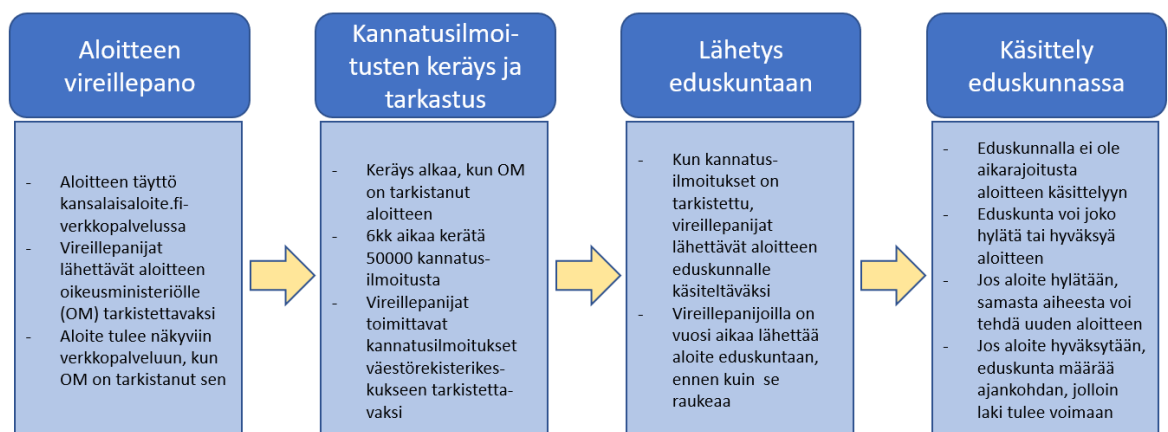 Aloitteen
vireillepano
- Aloitteen täyttö
kansalaisaloite.fi-
verkkopalvelussa
- Vireillepanijat
lähettävät aloitteen
oikeusministeriölle
(OM) tarkistettavaksi
- Aloite tulee näkyviin
verkkopalveluun, kun
OM on tarkistanut sen
Kannatusilmoi-
tusten keräys ja
tarkastus
- Keräys alkaa, kun OM
on tarkistanut
aloitteen
- 6kk aikaa kerätä
50000 kannatus-
ilmoitusta
- Vireillepanijat
toimittavat
kannatusilmoitukset
väestörekisterikes-
kukseen tarkistetta-
vaksi
Lähetys
eduskuntaan
- Kun kannatus-
ilmoitukset on
tarkistettu,
vireillepanijat
lähettävät aloitteen
eduskunnalle
käsiteltäväksi
- Vireillepanijoilla on
vuosi aikaa lähettää
aloite eduskuntaan,
ennen kuin se
raukeaa
Käsittely
eduskunnassa
- Eduskunnalla ei ole
aikarajoitusta
aloitteen käsittelyyn
- Eduskunta voi joko
hylätä tai hyväksyä
aloitteen
- Jos aloite hylätään,
samasta aiheesta voi
tehdä uuden aloitteen
- Jos aloite hyväksytään,
eduskunta määrää
ajankohdan, jolloin
laki tulee voimaan